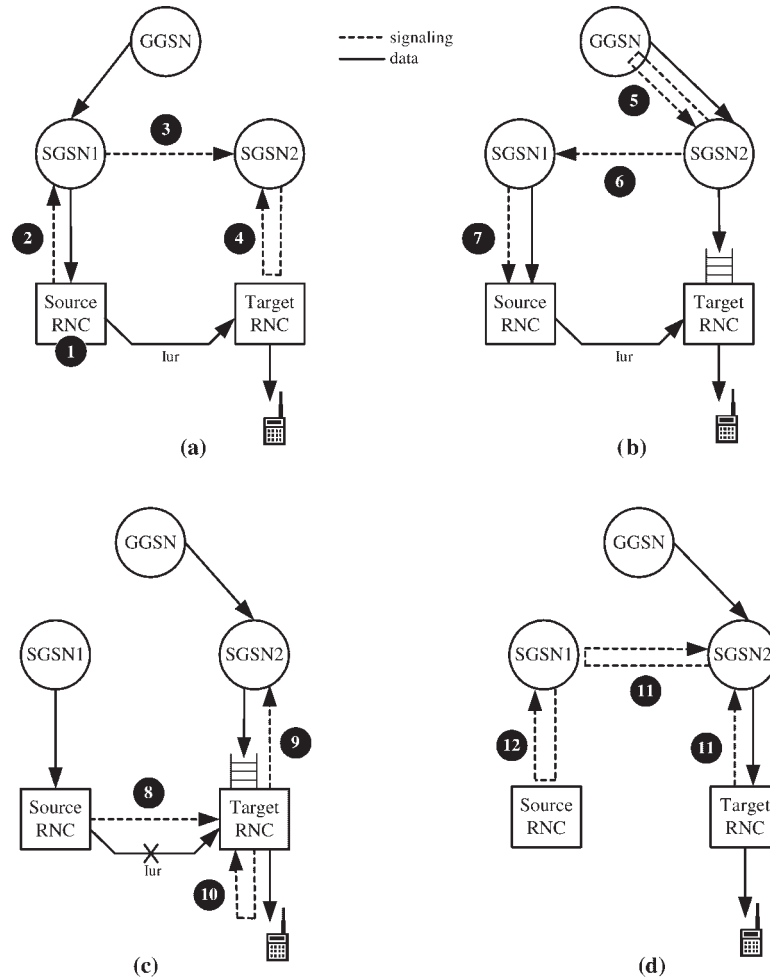 GGSN
signaling
data
3
SGSN1
SGSN2
2
4
Source
RNC
1
Target
RNC
Iur
(a)
GGSN
5
SGSN1
SGSN2
6
7
Source
RNC
Target
RNC
Iur
(b)
GGSN
SGSN1
SGSN2
9
8
Source
RNC
Target
RNC
Iur
10
(c)
GGSN
SGSN1
SGSN2
11
12
11
Source
RNC
Target
RNC
(d)